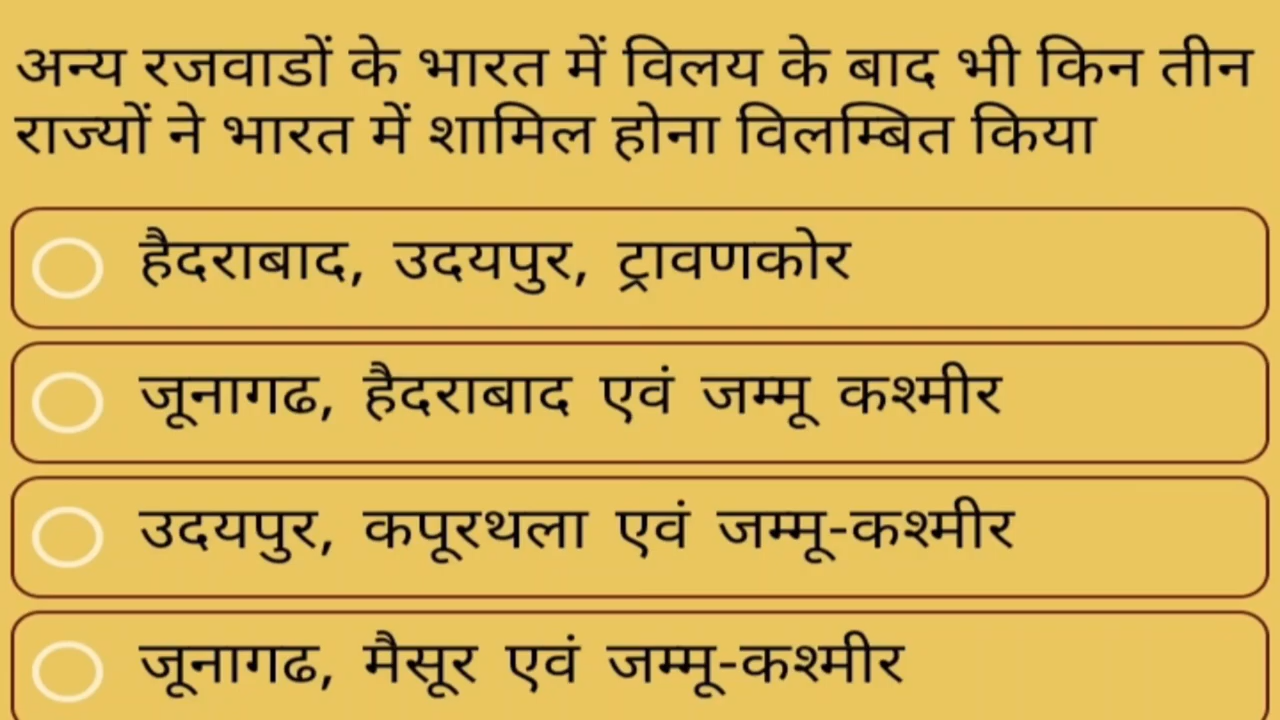 अन्य रजवाडों के भारत में विलय के बाद भी किन तीन
राज्यों ने भारत में शामिल होना विलम्बित किया
हैदराबाद, उदयपुर, ट्रावणकोर
जूनागढ, हैदराबाद एवं जम्मू कश्मीर
उदयपुर, कपूरथला एवं जम्मू-कश्मीर
जूनागढ, मैसूर एवं जम्मू-कश्मीर